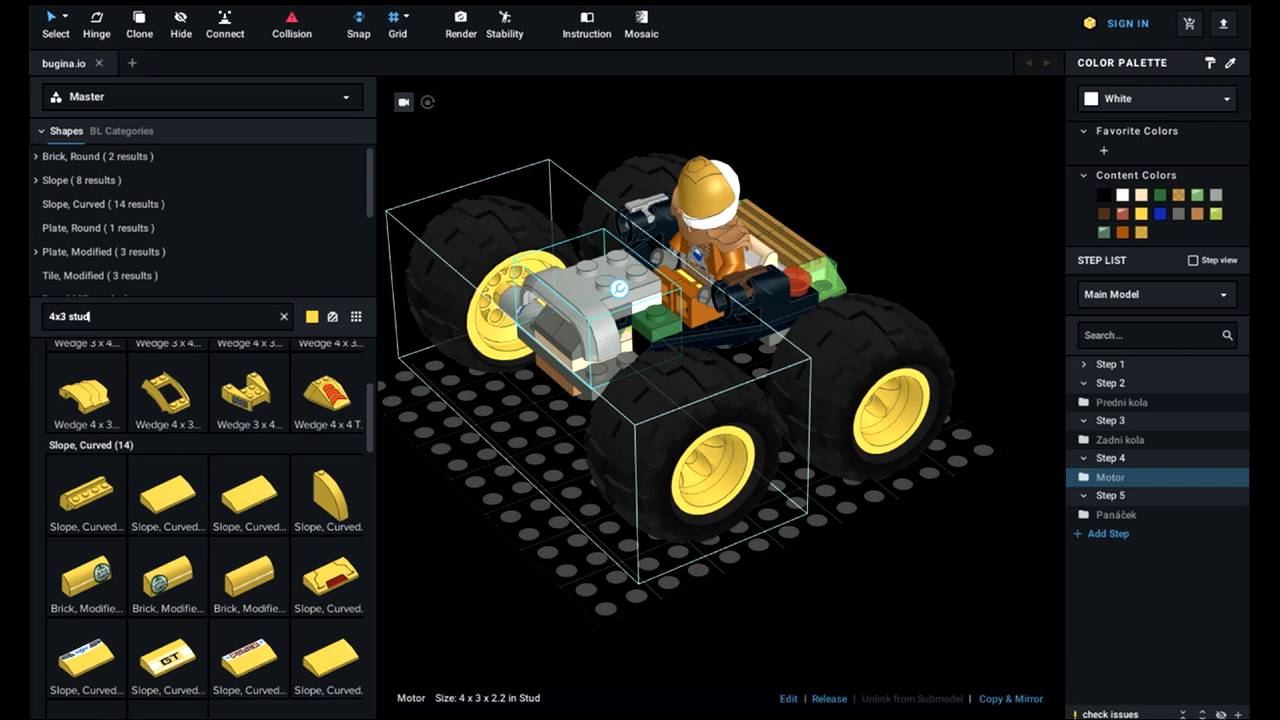 Select Hinge Clone Hide Connect Collision Snap Grid Render Stability Instruction Mosaic SIGN IN
bugina.io
COLOR PALETTE
Master
White
Shapes BL Categories
Favorite Colors
Brick, Round ( 2 results )
Slope ( 8 results )
Slope, Curved ( 14 results )
Plate, Round ( 1 results )
Plate, Modified ( 3 results )
Tile, Modified ( 3 results )
Content Colors
STEP LIST Step view
Main Model
4x3 stud
Search...
Wedge 3 x 4... Wedge 3 x 4... Wedge 4 x 4... Wedge 4 x 3...
Wedge 4 x 3... Wedge 4 x 3... Wedge 3 x 4... Wedge 4 x 4 T.
Slope, Curved (14)
Slope, Curved... Slope, Curved... Slope, Curved... Slope, Curved.
Brick, Modifie... Brick, Modifie... Brick, Modifie... Slope, Curved.
GT
Slope, Curved... Slope, Curved... Slope, Curved... Slope, Curved.
Step 1
Step 2
Predni kola
Step 3
Zadni kola
Step 4
Motor
Step 5
Panáček
Add Step
Motor Size: 4 x 3 x 2.2 in Stud
Edit | Release | Unlink from Submodel | Copy & Mirror
check issues